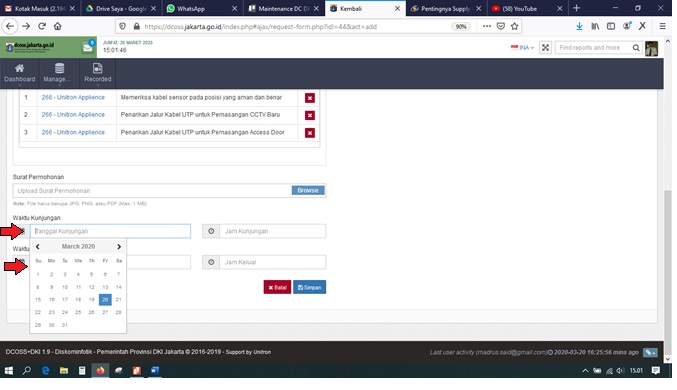 Kotak Masuk (2.19
Drive Saya - Googl
WhatsApp
Maintenance DC DI
Kembali
Pentingnya Supply
(58) YouTube
https://dcoss.jakarta.go.id/index.php#ajas/request-form.php?idl=44&act=add
90%
dcoss.jakarta.go.id
JUM'AT, 20 MARET 2020
15:01:46
INA
Find reports and more
Dashboard
Manage...
Recorded
1 266 - Unitron Applience Memeriksa kabel sensor pada posisi yang aman dan benar
2 266 - Unitron Applience Penarikan Jalur Kabel UTP untuk Pemasangan CCTV Baru
3 266 - Unitron Applience Penarikan Jalur Kabel UTP untuk Pemasangan Access Door
Surat Permohonan
Upload Surat Permohonan
Browse
Note: File harus berupa JPG, PNG, atau PDF (Max. 1 MB)
Waktu Kunjungan
Tanggal Kunjungan
Jam Kunjungan
March 2020
Waktu
Su Mo Tu We Th Fr Sa
Jam Keluar
1 2 3 4 5 6 7
8 9 10 11 12 13 14
15 16 17 18 19 20 21
22 23 24 25 26 27 28
29 30 31
Batal
Simpan
DCOSS+DKI 1.9 - Diskominfotik - Pemerintah Provinsi DKI Jakarta © 2016-2019 - Support by Unitron
Last user activity (madrus.said@gmail.com) 2020-03-20 16:25:56 mins ago
15.01